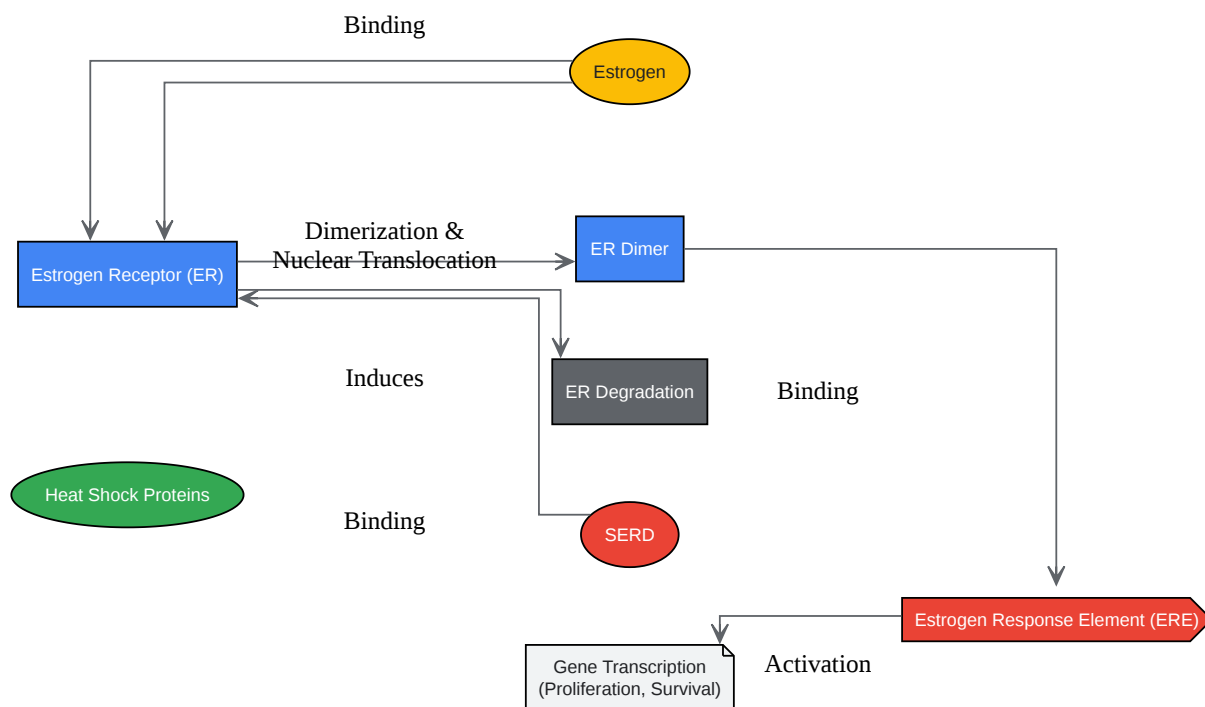 Binding
Estrogen
Dimerization &
Nuclear Translocation
ER Dimer
Estrogen Receptor (ER)
Induces
ER Degradation
Binding
Heat Shock Proteins
Binding
SERD
Estrogen Response Element (ERE)
Gene Transcription
(Proliferation, Survival)
Activation